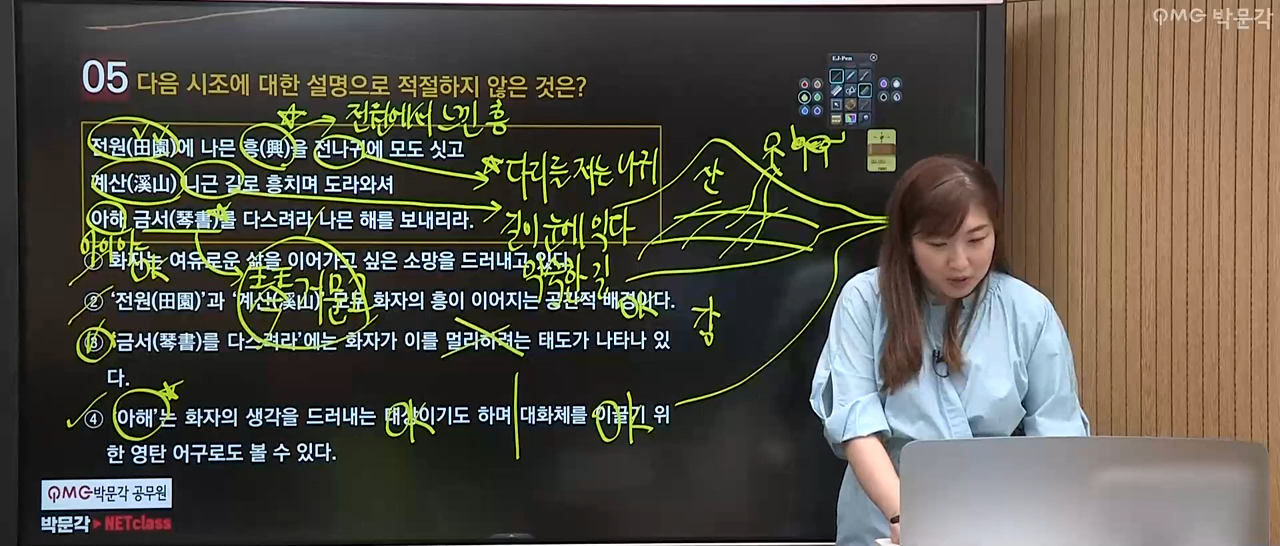 QMG 박문각
EJ-Pen
05 다음 시조에 대한 설명으로 적절하지 않은 것은?
전원에서 느낀 흥
전원(田園)에 나믄 흥(興)을 전나귀에 모도 싯고
다리를 저는 나귀
산
계산(溪山) 니근 길로 흥치며 도라와셔
길이 눈에 익다
아해 금서(琴書)를 다스려라 나믄 해를 보내리라.
익숙한 길
① 화자는 여유로운 삶을 이어가고 싶은 소망을 드러내고 있다.
거문고
② '전원(田園)'과 '계산(溪山)' 모두 화자의 흥이 이어지는 공간적 배경이다.
OK
강
③ '금서(琴書)를 다스려라'에는 화자가 이를 멀리하려는 태도가 나타나 있
다.
④ '아해'는 화자의 생각을 드러내는 대상이기도 하며 대화체를 이끌기 위
OK
OK
한 영탄 어구로도 볼 수 있다.
QMG 박문각 공무원
박문각 ▶ NETclass